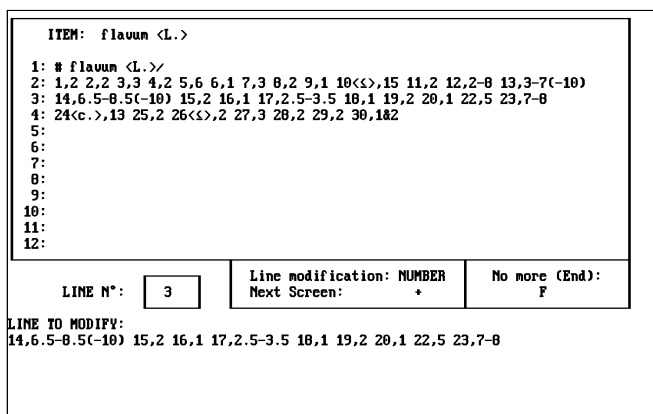 ITEM: flavum <L.>
1: # flavum <L.>/
2: 1,2 2,2 3,3 4,2 5,6 6,1 7,3 8,2 9,1 10<≤>,15 11,2 12,2-8 13,3-7(-10)
3: 14,6.5-8.5(-10) 15,2 16,1 17,2.5-3.5 18,1 19,2 20,1 22,5 23,7-8
4: 24<c.>,13 25,2 26<≤>,2 27,3 28,2 29,2 30,1&2
5:
6:
7:
8:
9:
10:
11:
12:
LINE Nº: 3
Line modification: NUMBER
Next Screen: +
No more (End):
F
LINE TO MODIFY:
14,6.5-8.5(-10) 15,2 16,1 17,2.5-3.5 18,1 19,2 20,1 22,5 23,7-8